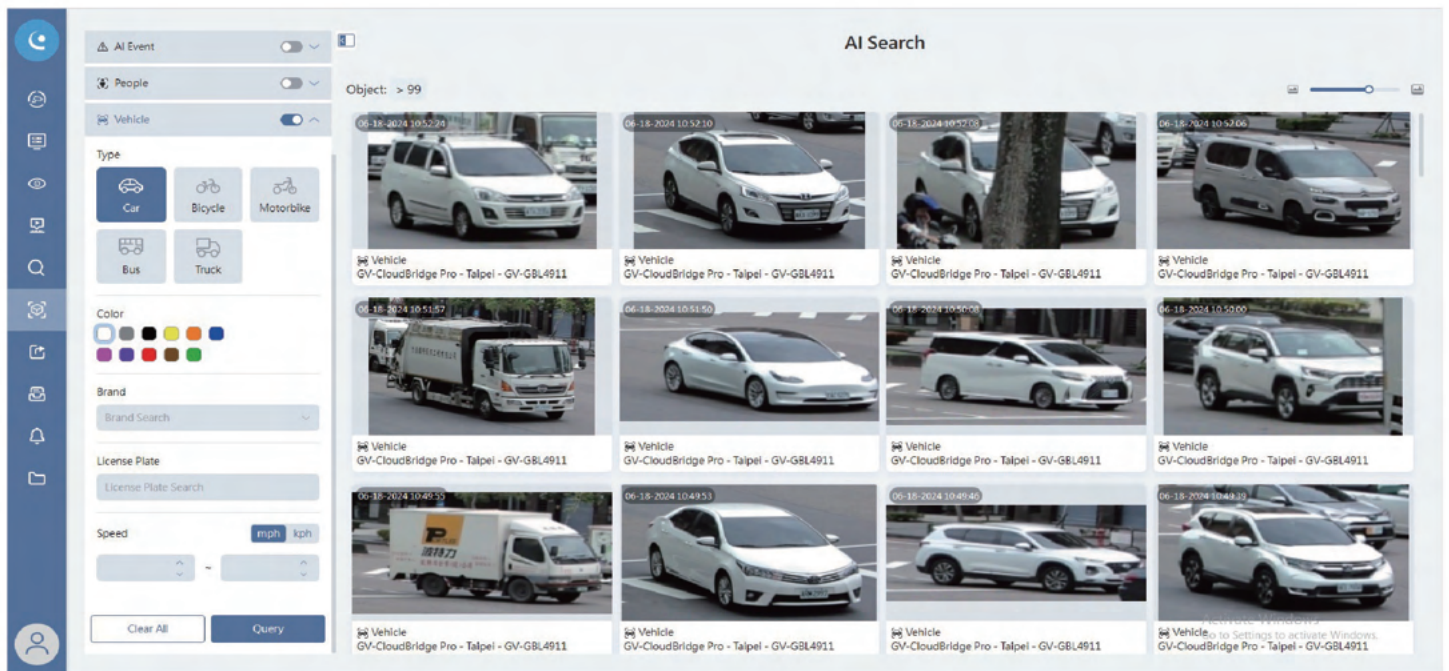 AI Event
People
Vehicle
Type
Car
Bicycle
Motorbike
Bus
Truck
Color
Brand
Brand Search
License Plate
License Plate Search
Speed
mph
kph
~
Clear All
Query
AI Search
Object: > 99
06-18-2024 10:52:24
Vehicle
GV-CloudBridge Pro - Taipei - GV-GBL4911
06-18-2024 10:52:10
Vehicle
GV-CloudBridge Pro - Taipei - GV-GBL4911
06-18-2024 10:52:08
Vehicle
GV-CloudBridge Pro - Taipei - GV-GBL4911
06-18-2024 10:52:06
Vehicle
GV-CloudBridge Pro - Taipei - GV-GBL4911
06-18-2024 10:51:57
Vehicle
GV-CloudBridge Pro - Taipei - GV-GBL4911
06-18-2024 10:51:50
Vehicle
GV-CloudBridge Pro - Taipei - GV-GBL4911
06-18-2024 10:50:08
Vehicle
GV-CloudBridge Pro - Taipei - GV-GBL4911
06-18-2024 10:50:00
Vehicle
GV-CloudBridge Pro - Taipei - GV-GBL4911
06-18-2024 10:49:55
Vehicle
GV-CloudBridge Pro - Taipei - GV-GBL4911
06-18-2024 10:49:53
Vehicle
GV-CloudBridge Pro - Taipei - GV-GBL4911
06-18-2024 10:49:46
Vehicle
GV-CloudBridge Pro - Taipei - GV-GBL4911
06-18-2024 10:49:39
Vehicle
GV-CloudBridge Pro - Taipei - GV-GBL4911
Activate Windows
Go to Settings to activate Windows.